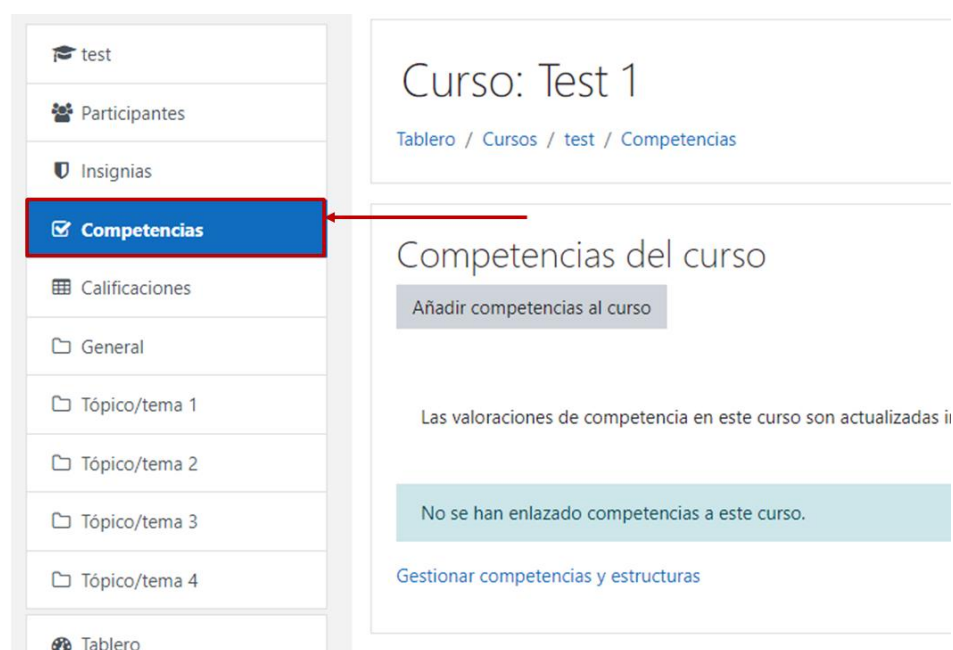 test
Participantes
Insignias
Competencias
Calificaciones
General
Tópico/tema 1
Tópico/tema 2
Tópico/tema 3
Tópico/tema 4
Tablero
Curso: Test 1
Tablero / Cursos / test / Competencias
Competencias del curso
Añadir competencias al curso
Las valoraciones de competencia en este curso son actualizadas
No se han enlazado competencias a este curso.
Gestionar competencias y estructuras